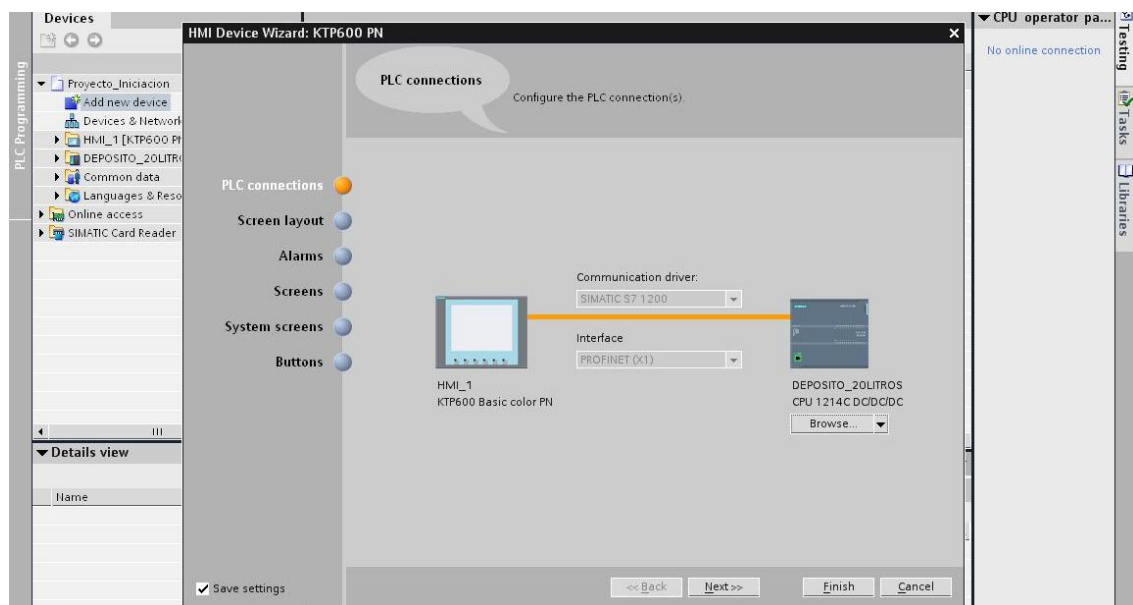 Devices
PLC Programming
Proyecto_Iniciacion
Add new device
Devices & Network
HMI_1 [KTP600 PN
DEPOSITO_20LITRO
Common data
Languages & Reso
Online access
SIMATIC Card Reader
Details view
Name
HMI Device Wizard: KTP600 PN
PLC connections
Configure the PLC connection(s).
PLC connections
Screen layout
Alarms
Screens
System screens
Buttons
Communication driver:
SIMATIC S7 1200
Interface
PROFINET (X1)
HMI_1
KTP600 Basic color PN
DEPOSITO_20LITROS
CPU 1214C DC/DC/DC
Browse...
Save settings
<< Back
Next >>
Finish
Cancel
CPU operator pa...
No online connection
Testing
Tasks
Libraries